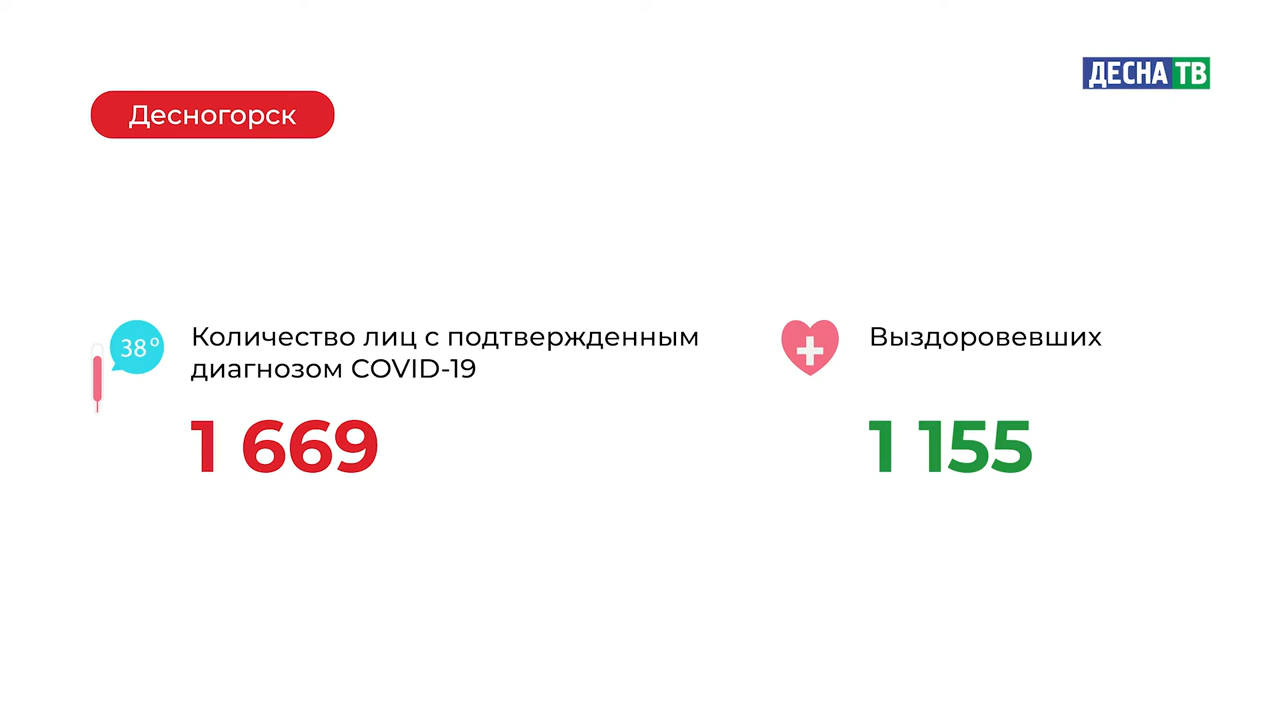 ДЕСНА ТВ
Десногорск
38°
Количество лиц с подтвержденным
диагнозом COVID-19
1 669
Выздоровевших
1 155